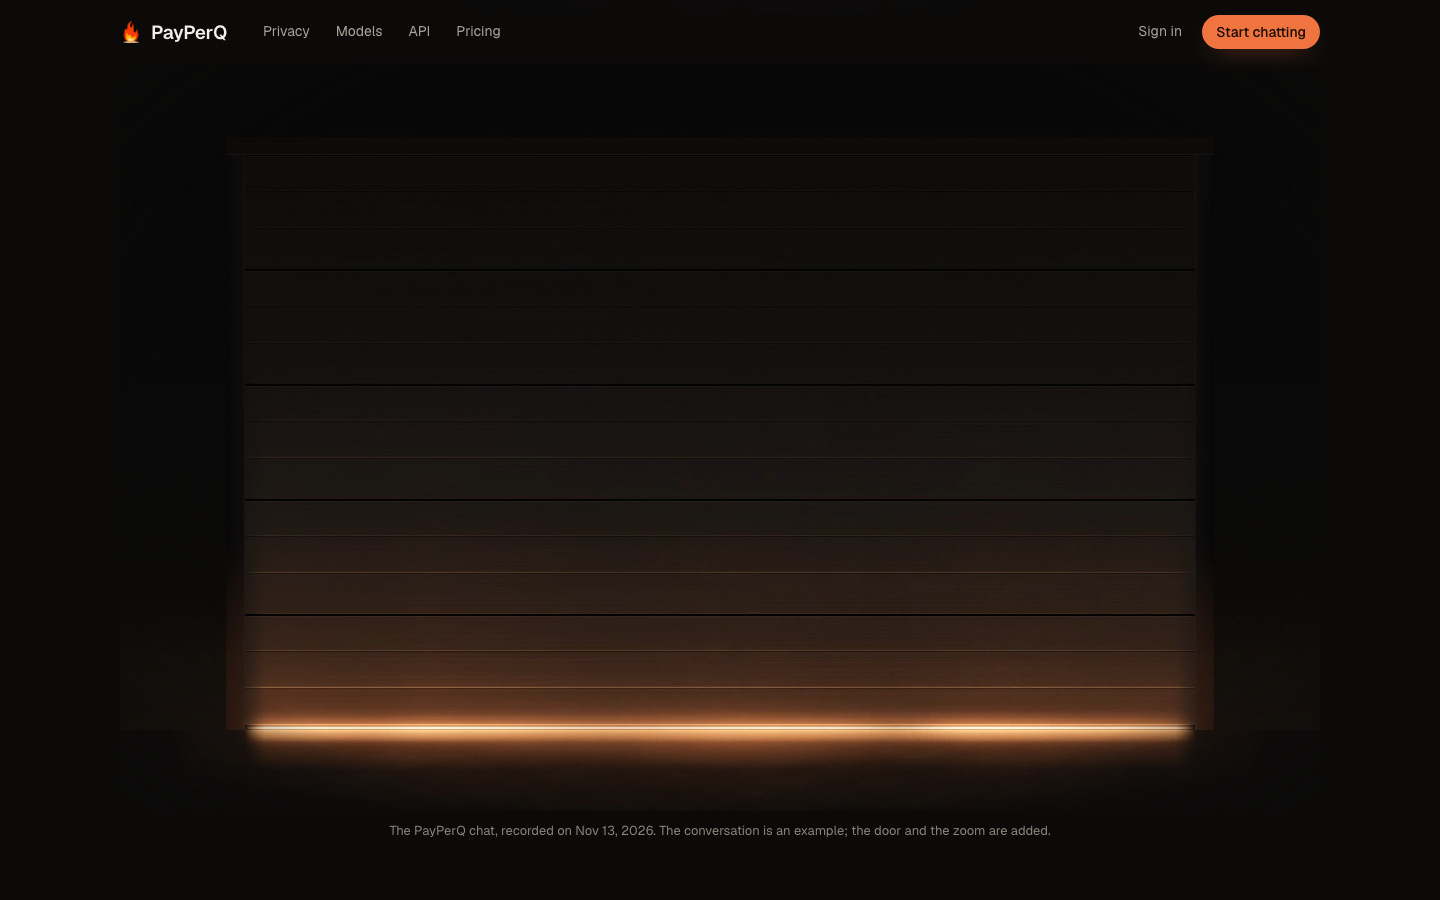 PayPerQ
Privacy
Models
API
Pricing
Sign in
Start chatting
The PayPerQ chat, recorded on Nov 13, 2026. The conversation is an example; the door and the zoom are added.